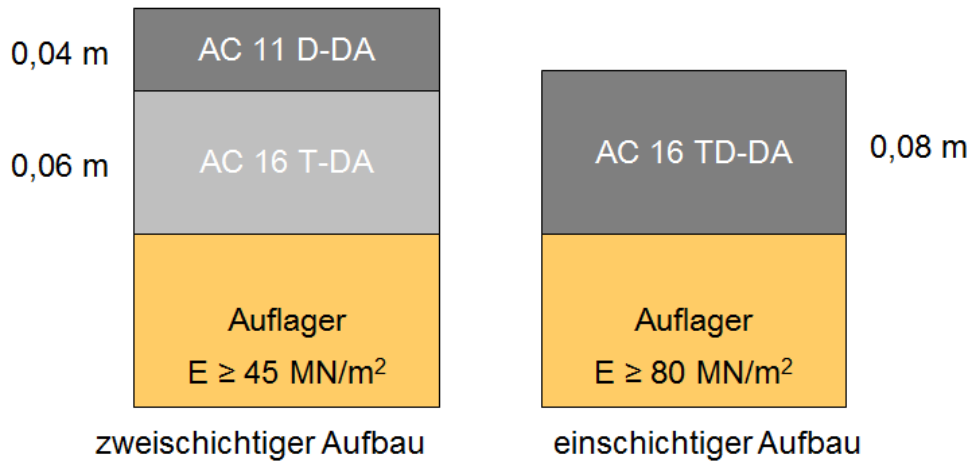 0,04 m
AC 11 D-DA
0,06 m
AC 16 T-DA
Auflager
E ≥ 45 MN/m²
zweischichtiger Aufbau
AC 16 TD-DA
0,08 m
Auflager
E ≥ 80 MN/m²
einschichtiger Aufbau